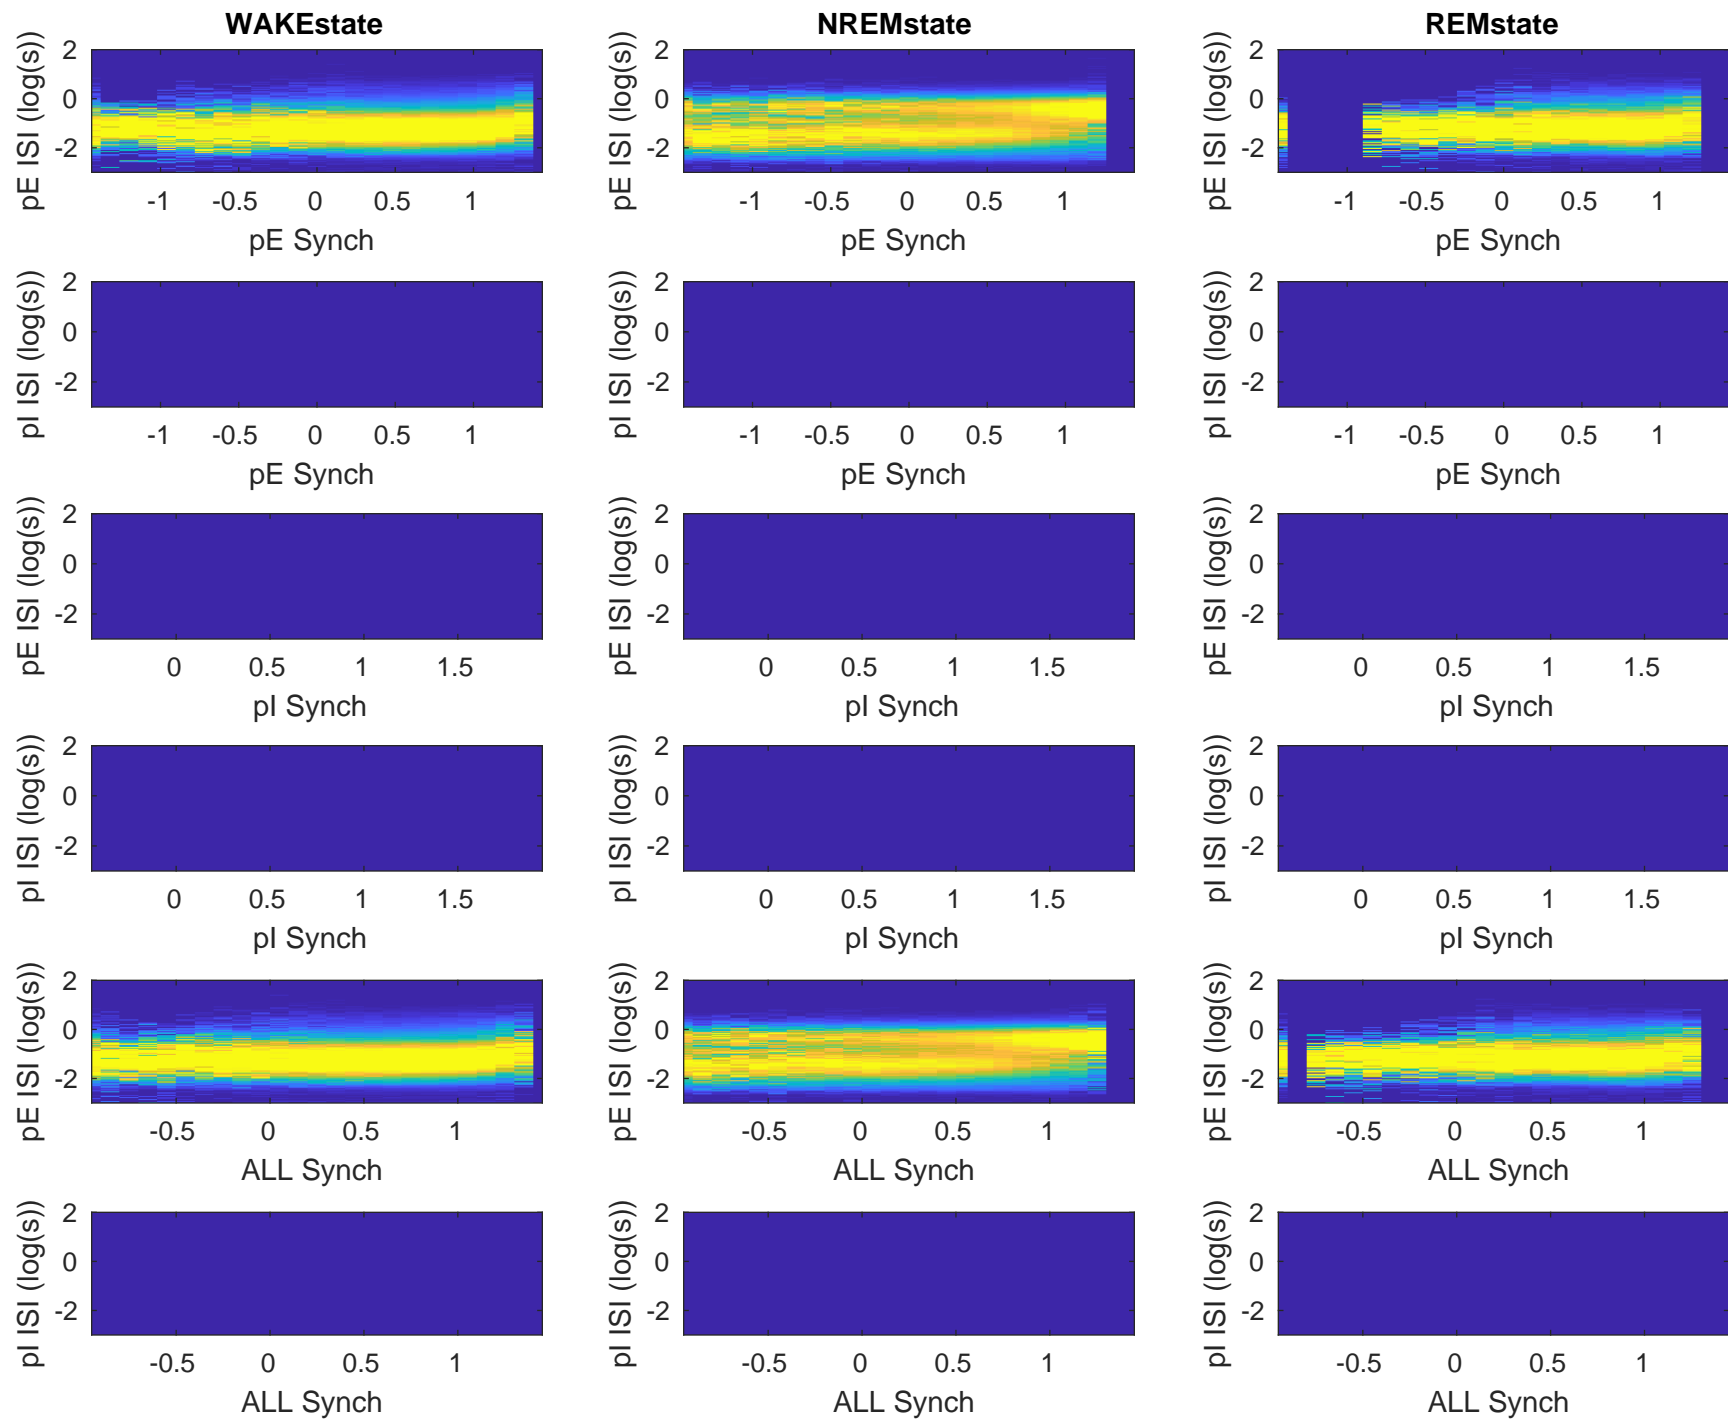 WAKEstate NREMstate REMstate
pE ISI (log(s)) 2 0 -2 pE ISI (log(s)) 2 0 -2 pE ISI (log(s)) 2 0 -2
-1 -0.5 0 0.5 1 -1 -0.5 0 0.5 1 -1 -0.5 0 0.5 1
pE Synch pE Synch pE Synch
pI ISI (log(s)) 2 0 -2 pI ISI (log(s)) 2 0 -2 pI ISI (log(s)) 2 0 -2
-1 -0.5 0 0.5 1 -1 -0.5 0 0.5 1 -1 -0.5 0 0.5 1
pE Synch pE Synch pE Synch
pE ISI (log(s)) 2 0 -2 pE ISI (log(s)) 2 0 -2 pE ISI (log(s)) 2 0 -2
0 0.5 1 1.5 0 0.5 1 1.5 0 0.5 1 1.5
pI Synch pI Synch pI Synch
pI ISI (log(s)) 2 0 -2 pI ISI (log(s)) 2 0 -2 pI ISI (log(s)) 2 0 -2
0 0.5 1 1.5 0 0.5 1 1.5 0 0.5 1 1.5
pI Synch pI Synch pI Synch
pE ISI (log(s)) 2 0 -2 pE ISI (log(s)) 2 0 -2 pE ISI (log(s)) 2 0 -2
-0.5 0 0.5 1 -0.5 0 0.5 1 -0.5 0 0.5 1
ALL Synch ALL Synch ALL Synch
pI ISI (log(s)) 2 0 -2 pI ISI (log(s)) 2 0 -2 pI ISI (log(s)) 2 0 -2
-0.5 0 0.5 1 -0.5 0 0.5 1 -0.5 0 0.5 1
ALL Synch ALL Synch ALL Synch